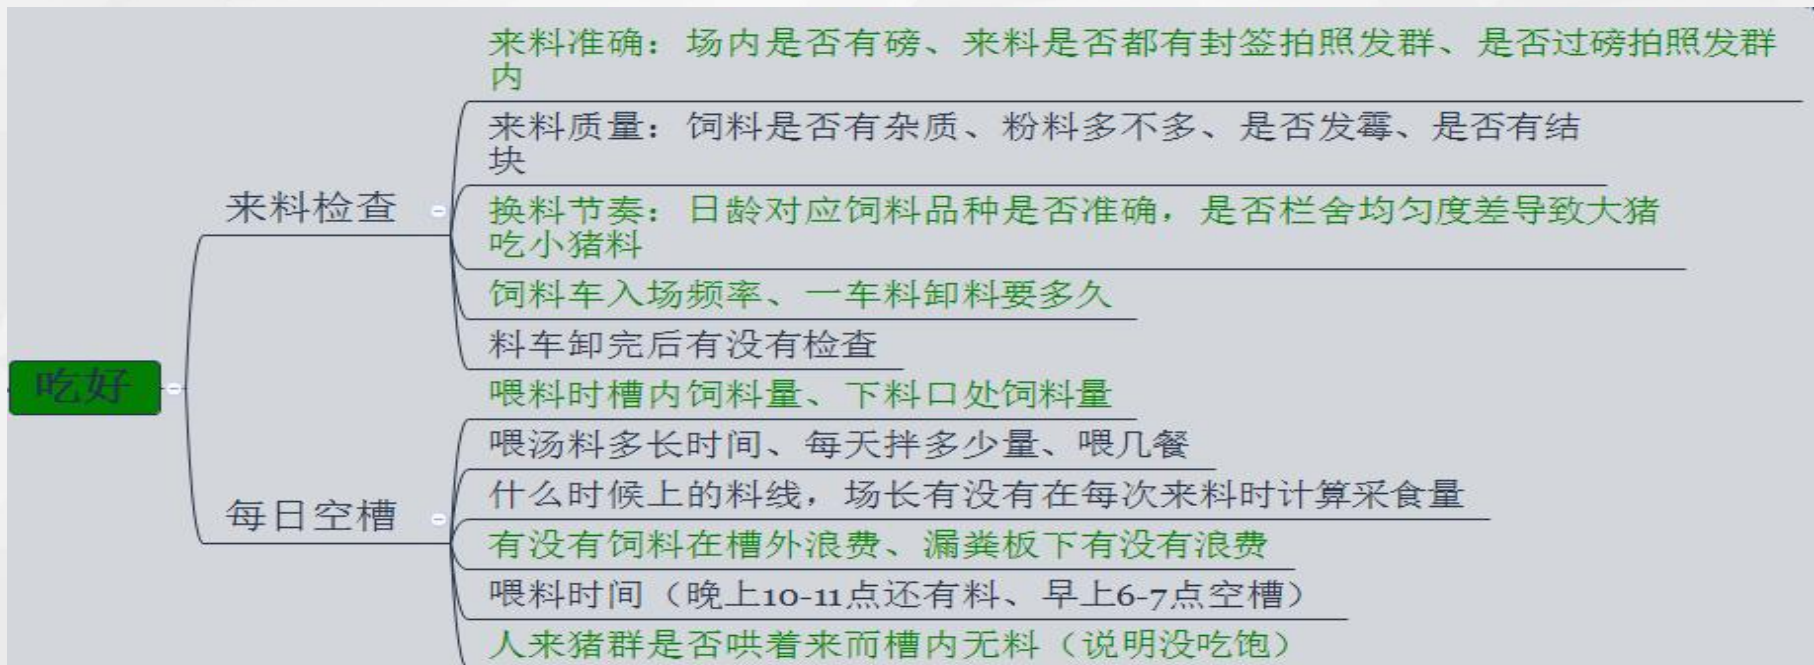 吃好
来料检查
来料准确：场内是否有磅、来料是否都有封签拍照发群、是否过磅拍照发群
内
来料质量：饲料是否有杂质、粉料多不多、是否发霉、是否有结
块
换料节奏：日龄对应饲料品种是否准确，是否栏舍均匀度差导致大猪
吃小猪料
饲料车入场频率、一车料卸料要多久
料车卸完后有没有检查
每日空槽
喂料时槽内饲料量、下料口处饲料量
喂汤料多长时间、每天拌多少量、喂几餐
什么时候上的料线，场长有没有在每次来料时计算采食量
有没有饲料在槽外浪费、漏粪板下有没有浪费
喂料时间（晚上10-11点还有料、早上6-7点空槽）
人来猪群是否哄着来而槽内无料（说明没吃饱）